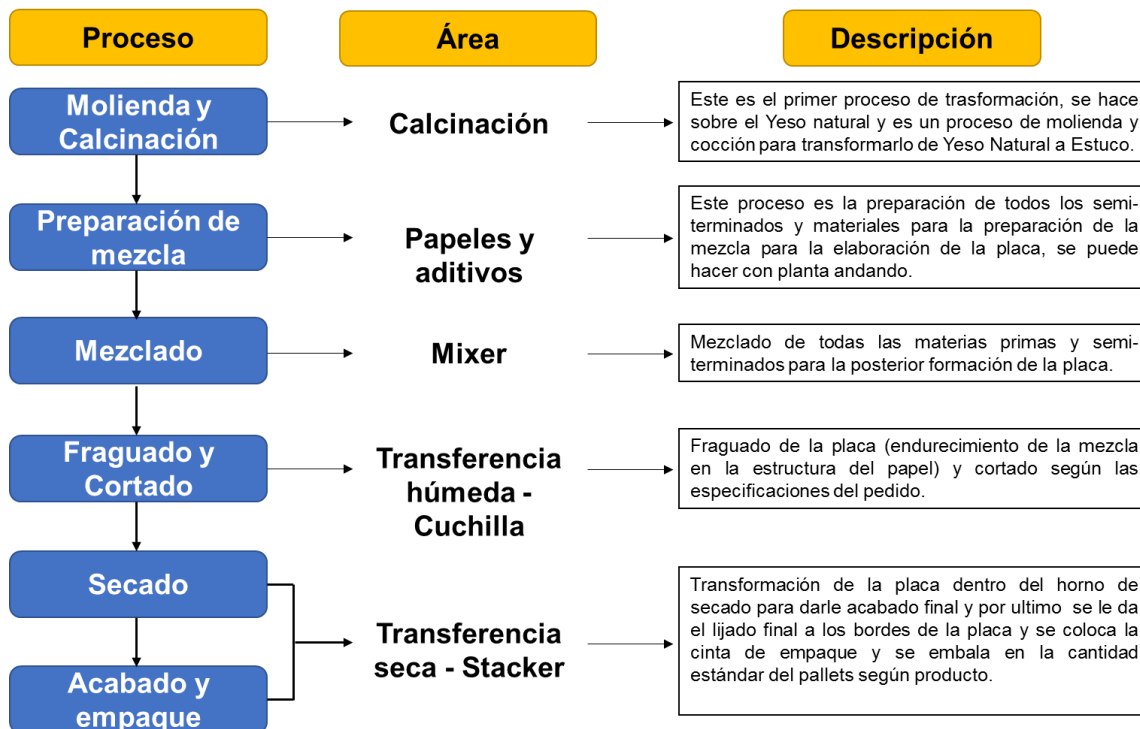 Proceso
Área
Descripción
Molienda y
Calcinación
Calcinación
Este es el primer proceso de trasformación, se hace
sobre el Yeso natural y es un proceso de molienda y
cocción para transformarlo de Yeso Natural a Estuco.
Preparación de
mezcla
Papeles y
aditivos
Este proceso es la preparación de todos los semi-
terminados y materiales para la preparación de la
mezcla para la elaboración de la placa, se puede
hacer con planta andando.
Mezclado
Mixer
Mezclado de todas las materias primas y semi-
terminados para la posterior formación de la placa.
Fraguado y
Cortado
Transferencia
húmeda -
Cuchilla
Fraguado de la placa (endurecimiento de la mezcla
en la estructura del papel) y cortado según las
especificaciones del pedido.
Secado
Acabado y
empaque
Transferencia
seca - Stacker
Transformación de la placa dentro del horno de
secado para darle acabado final y por ultimo se le da
el lijado final a los bordes de la placa y se coloca la
cinta de empaque y se embala en la cantidad
estándar del pallets según producto.